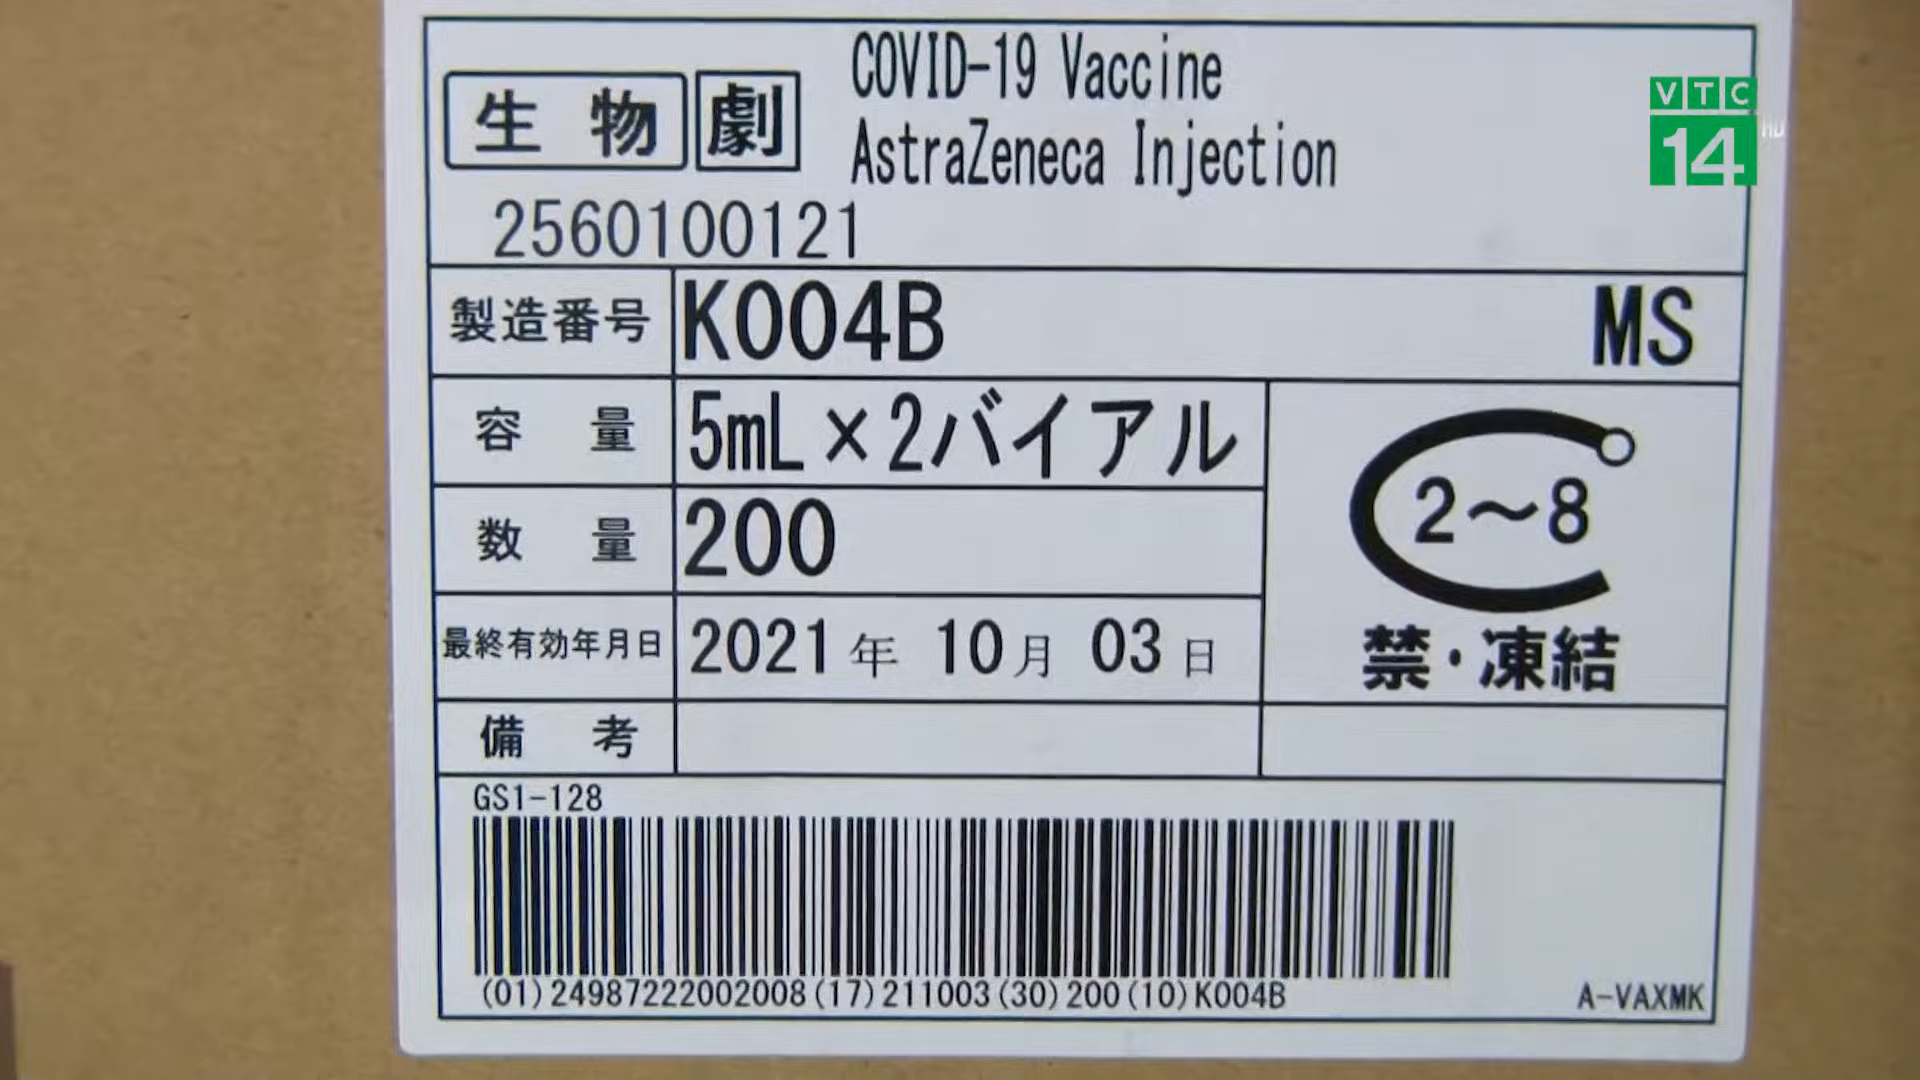 生物 劇 COVID-19 Vaccine
AstraZeneca Injection
VTC
14
HD
2560100121
製造番号 K004B MS
容量 5mL×2バイアル
2～8
禁・凍結
数量 200
最終有効年月日 2021年 10月 03日
備考
GS1-128
(01)24987222002008(17)211003(30)200(10)K004B
A-VAXMK